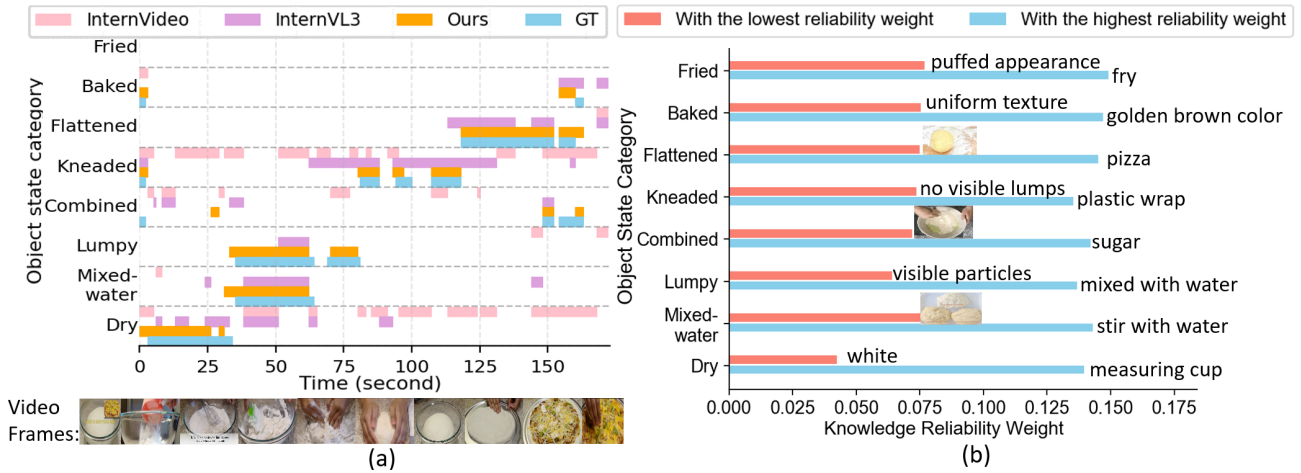 InternVideo InternVL3 Ours GT
Object state category
Fried
Baked
Flattened
Kneaded
Combined
Lumpy
Mixed-
water
Dry
0 25 50 75 100 125 150
Time (second)
Video
Frames:
(a)
With the lowest reliability weight With the highest reliability weight
Object State Category
Fried
puffed appearance
fry
Baked
uniform texture
golden brown color
Flattened
pizza
Kneaded
no visible lumps
plastic wrap
Combined
sugar
Lumpy
visible particles
mixed with water
Mixed-
water
stir with water
Dry
white
measuring cup
0.000 0.025 0.050 0.075 0.100 0.125 0.150 0.175
Knowledge Reliability Weight
(b)